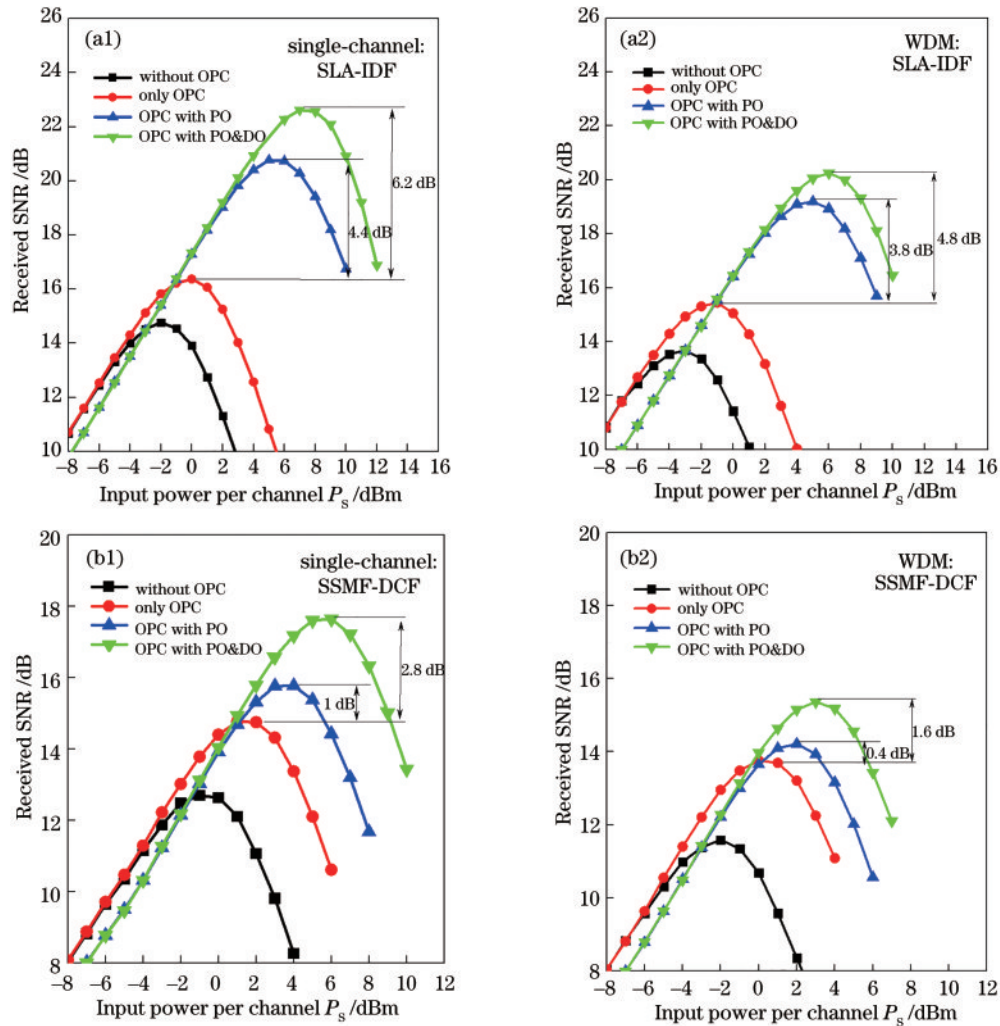 (a1)
single-channel:
SLA-IDF
without OPC
only OPC
OPC with PO
OPC with PO&DO
6.2 dB
4.4 dB
Received SNR /dB
26
24
22
20
18
16
14
12
10
−8 −6 −4 −2 0 2 4 6 8 10 12 14 16
Input power per channel Ps /dBm
(a2)
WDM:
SLA-IDF
without OPC
only OPC
OPC with PO
OPC with PO&DO
4.8 dB
3.8 dB
Received SNR /dB
26
24
22
20
18
16
14
12
10
−8 −6 −4 −2 0 2 4 6 8 10 12 14 16
Input power per channel Ps /dBm
(b1)
single-channel:
SSMF-DCF
without OPC
only OPC
OPC with PO
OPC with PO&DO
2.8 dB
1 dB
Received SNR /dB
20
18
16
14
12
10
8
−8 −6 −4 −2 0 2 4 6 8 10 12
Input power per channel Ps /dBm
(b2)
WDM:
SSMF-DCF
without OPC
only OPC
OPC with PO
OPC with PO&DO
1.6 dB
0.4 dB
Received SNR /dB
20
18
16
14
12
10
8
−8 −6 −4 −2 0 2 4 6 8 10 12
Input power per channel Ps /dBm